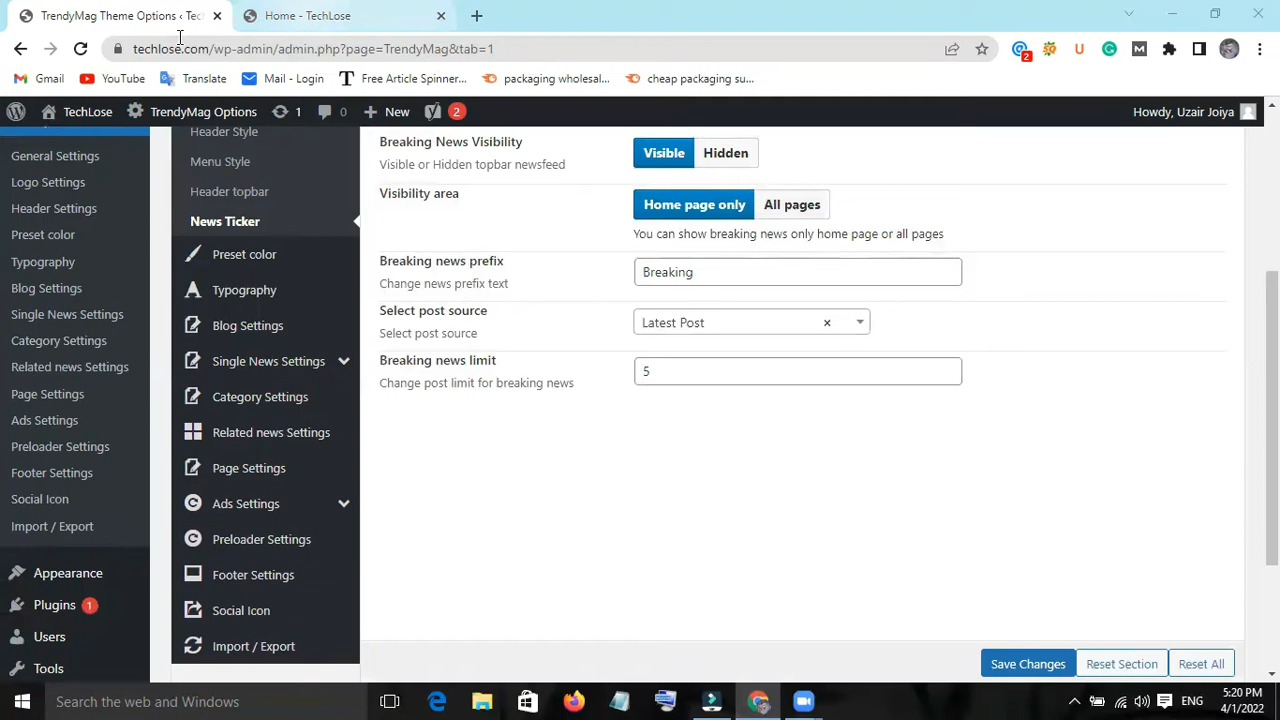 TrendyMag Theme Options ‹ Tec
Home - TechLose
techlose.com/wp-admin/admin.php?page=TrendyMag&tab=1
2
Gmail
YouTube
Translate
Mail - Login
Free Article Spinner...
packaging wholesal...
cheap packaging su...
TechLose
TrendyMag Options
1
0
New
2
Howdy, Uzair Joiya
General Settings
Logo Settings
Header Settings
Preset color
Typography
Blog Settings
Single News Settings
Category Settings
Related news Settings
Page Settings
Ads Settings
Preloader Settings
Footer Settings
Social Icon
Import / Export
Appearance
Plugins 1
Users
Tools
Header Style
Menu Style
Header topbar
News Ticker
Preset color
Typography
Blog Settings
Single News Settings
Category Settings
Related news Settings
Page Settings
Ads Settings
Preloader Settings
Footer Settings
Social Icon
Import / Export
Breaking News Visibility
Visible or Hidden topbar newsfeed
Visible Hidden
Visibility area
Home page only All pages
You can show breaking news only home page or all pages
Breaking news prefix
Change news prefix text
Breaking
Select post source
Select post source
Latest Post ×
Breaking news limit
Change post limit for breaking news
5
Save Changes Reset Section Reset All
Search the web and Windows
ENG
5:20 PM
4/1/2022